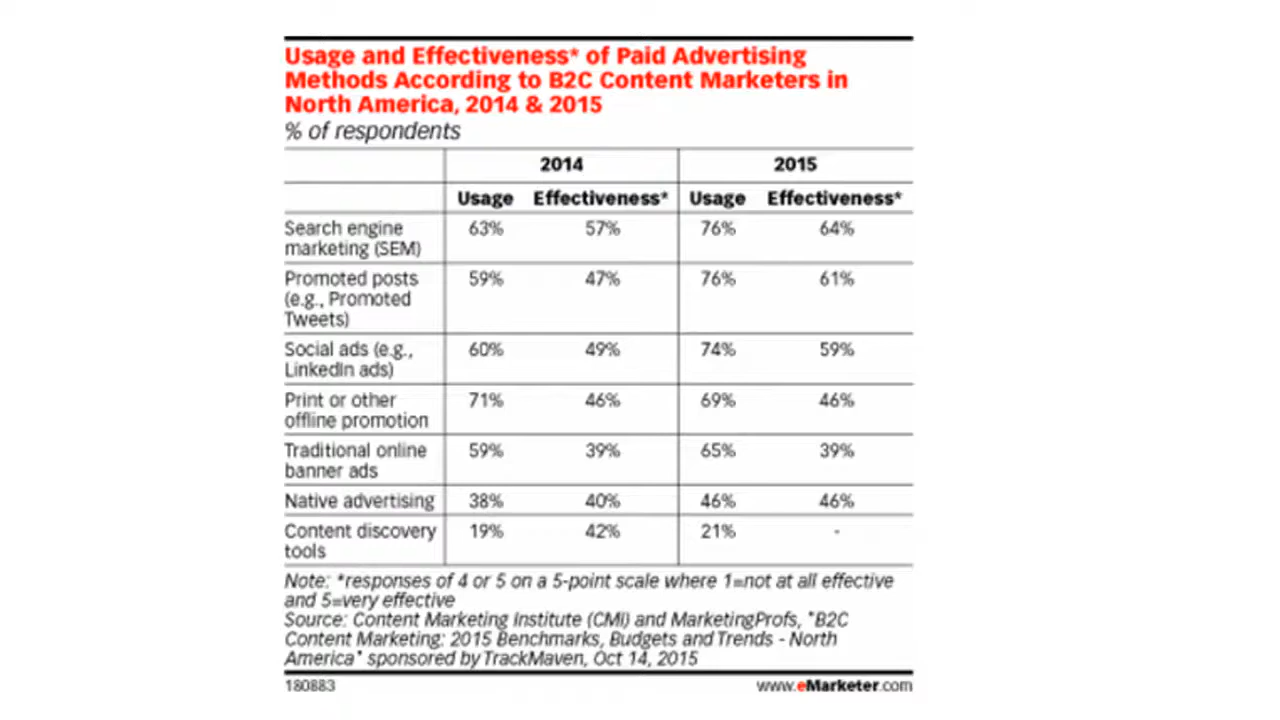 Usage and Effectiveness* of Paid Advertising
Methods According to B2C Content Marketers in
North America, 2014 & 2015
% of respondents
2014 2015
Usage Effectiveness* Usage Effectiveness*
Search engine
marketing (SEM) 63% 57% 76% 64%
Promoted posts
(e.g., Promoted
Tweets) 59% 47% 76% 61%
Social ads (e.g.,
LinkedIn ads) 60% 49% 74% 59%
Print or other
offline promotion 71% 46% 69% 46%
Traditional online
banner ads 59% 39% 65% 39%
Native advertising 38% 40% 46% 46%
Content discovery
tools 19% 42% 21% -
Note: *responses of 4 or 5 on a 5-point scale where 1=not at all effective
and 5=very effective
Source: Content Marketing Institute (CMI) and MarketingProfs, "B2C
Content Marketing: 2015 Benchmarks, Budgets and Trends - North
America" sponsored by TrackMaven, Oct 14, 2015
180883 www.eMarketer.com